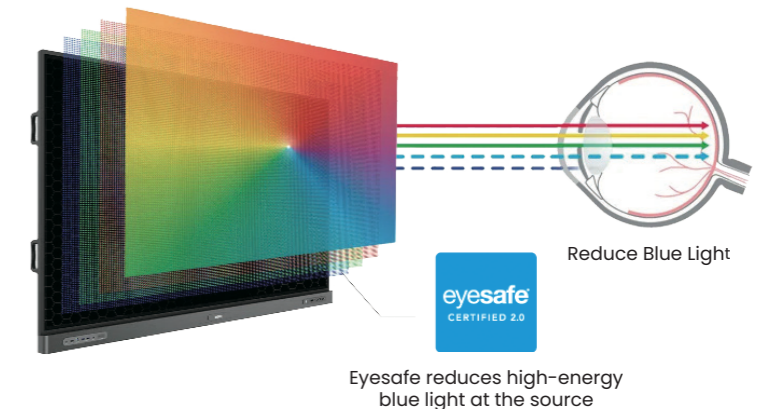 Reduce Blue Light
eyesafe®
CERTIFIED 2.0
Eyesafe reduces high-energy
blue light at the source